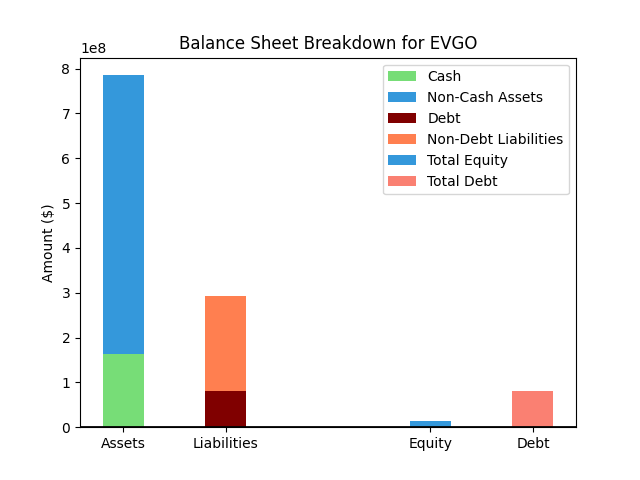 Balance Sheet Breakdown for EVGO
1e8
8
7
6
5
4
3
2
1
0
Amount ($)
Cash
Non-Cash Assets
Debt
Non-Debt Liabilities
Total Equity
Total Debt
Assets
Liabilities
Equity
Debt